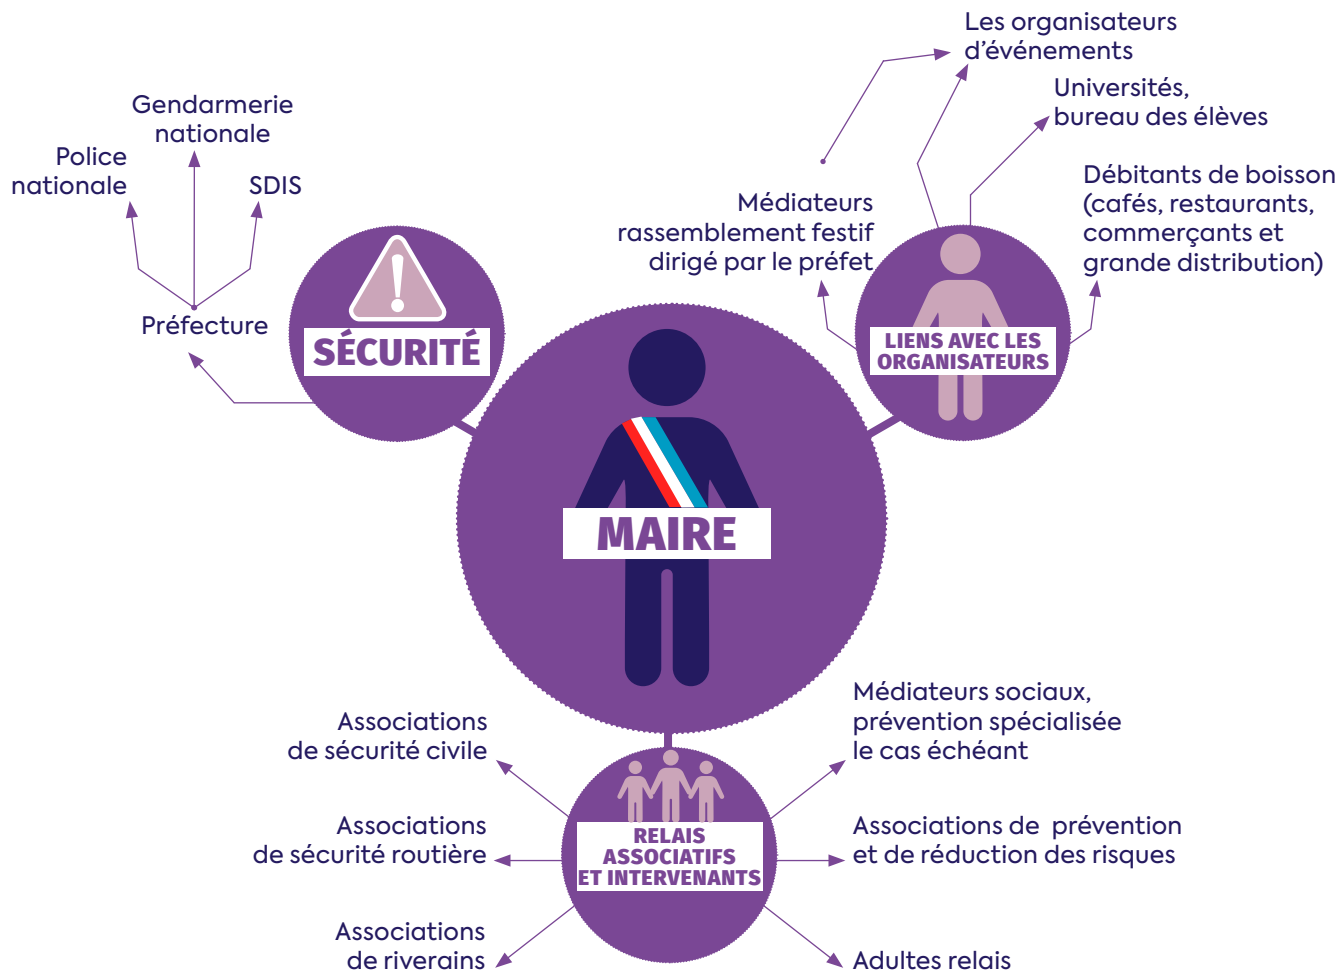 Les organisateurs
d'événements
Universités,
bureau des élèves
Débitants de boisson
(cafés, restaurants,
commerçants et
grande distribution)
Médiateurs
rassemblement festif
dirigé par le préfet
LIENS AVEC LES
ORGANISATEURS
Gendarmerie
nationale
Police
nationale
SDIS
Préfecture
SÉCURITÉ
MAIRE
Associations
de sécurité civile
Associations
de sécurité routière
Associations
de riverains
RELAIS
ASSOCIATIFS
ET INTERVENANTS
Médiateurs sociaux,
prévention spécialisée
le cas échéant
Associations de prévention
et de réduction des risques
Adultes relais